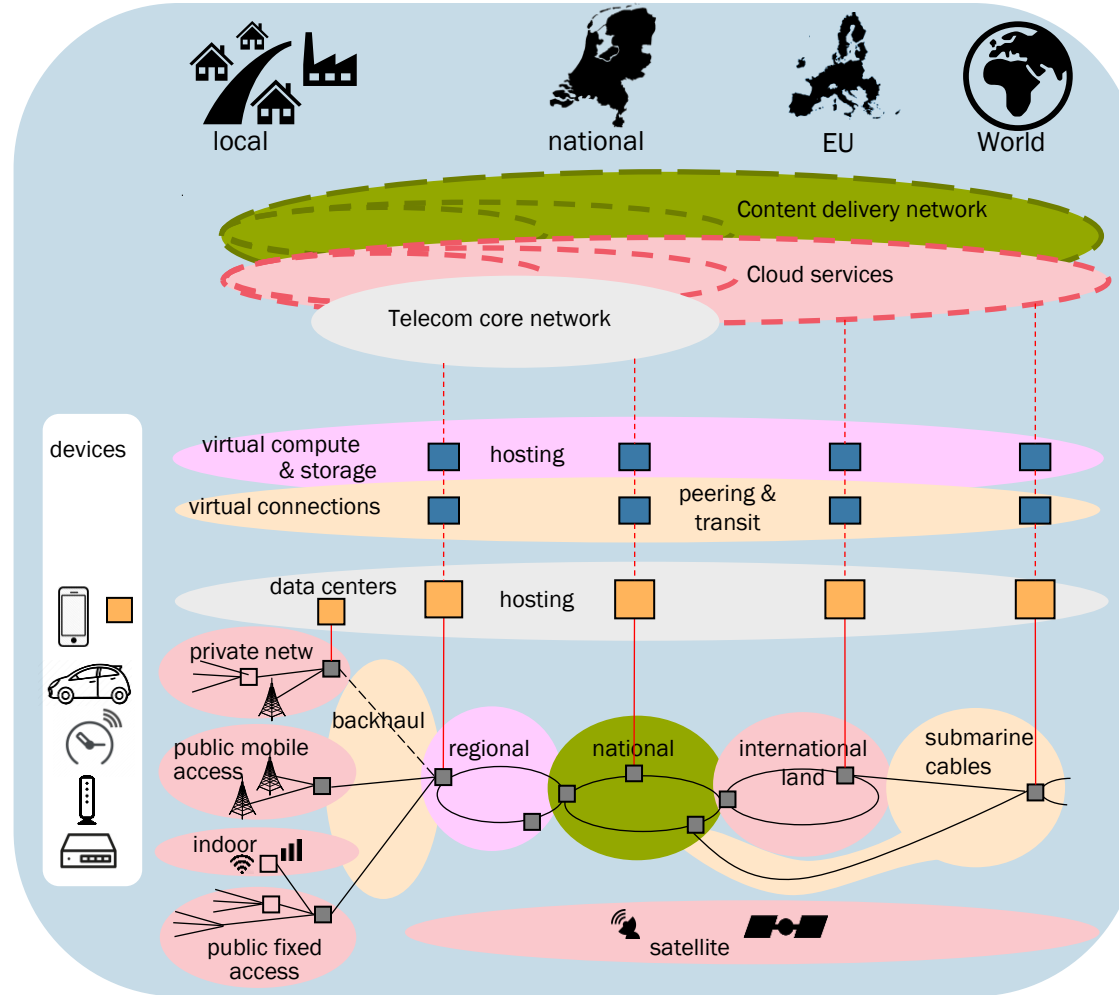 local
national
EU
World
Content delivery network
Cloud services
Telecom core network
devices
virtual compute
& storage
hosting
virtual connections
peering &
transit
data centers
hosting
private netw
backhaul
public mobile
access
regional
national
international
land
submarine
cables
indoor
public fixed
access
satellite